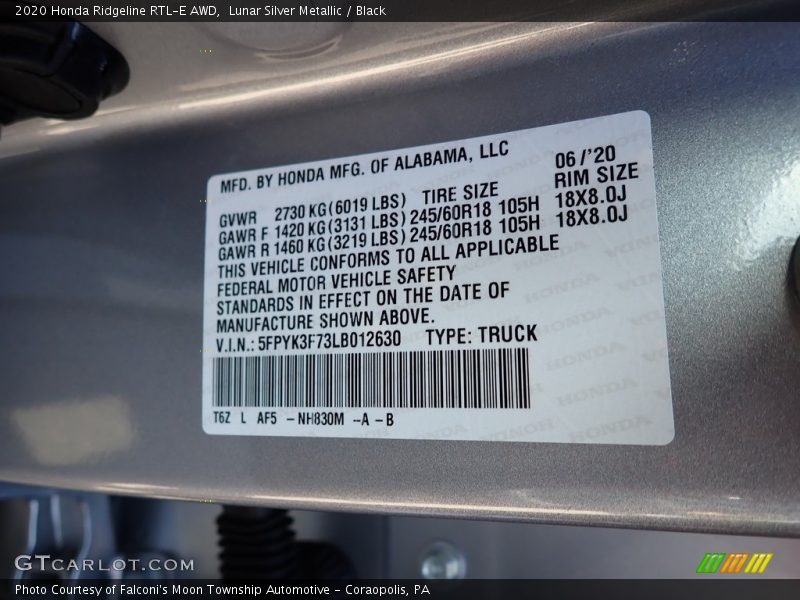 2020 Honda Ridgeline RTL-E AWD,  Lunar Silver Metallic / Black
MFD. BY HONDA MFG. OF ALABAMA, LLC 06/'20
GVWR 2730 KG(6019 LBS) TIRE SIZE RIM SIZE
GAWR F 1420 KG(3131 LBS) 245/60R18 105H 18X8.0J
GAWR R 1460 KG(3219 LBS) 245/60R18 105H 18X8.0J
THIS VEHICLE CONFORMS TO ALL APPLICABLE
FEDERAL MOTOR VEHICLE SAFETY
STANDARDS IN EFFECT ON THE DATE OF
MANUFACTURE SHOWN ABOVE.
V.I.N.: 5FPYK3F73LB012630 TYPE: TRUCK
T6Z L AF5 - NH830M --A -B
GTCARLOT.COM
Photo Courtesy of Falconi's Moon Township Automotive - Coraopolis, PA